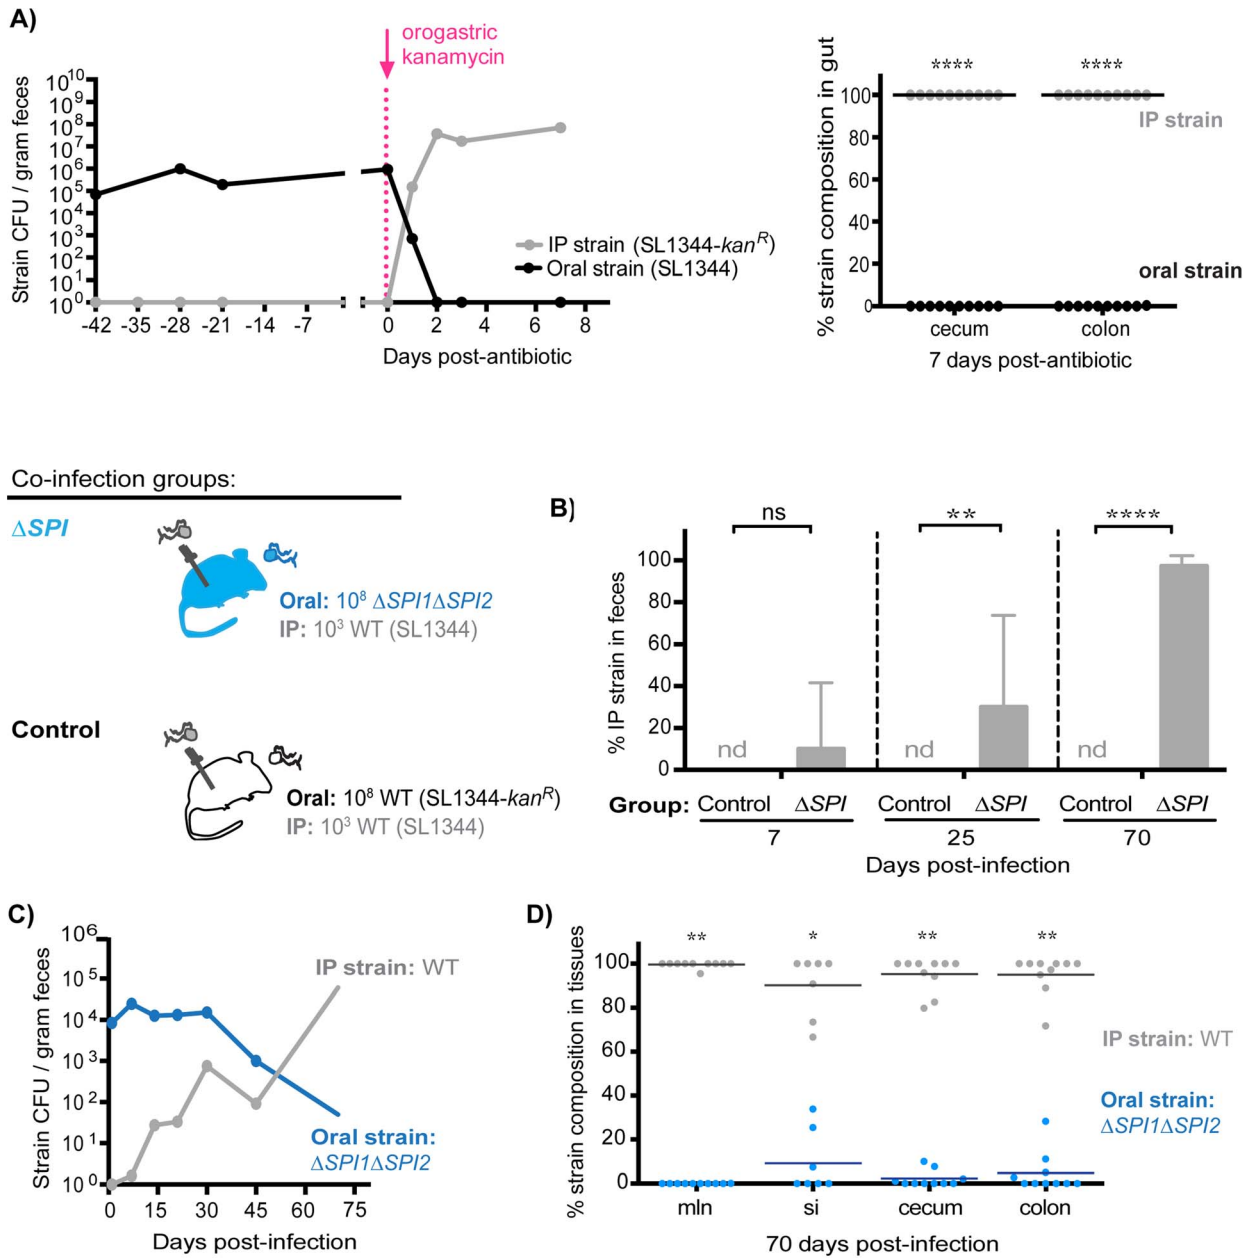 A)
orogastric
kanamycin
Strain CFU / gram feces
10^10
10^9
10^8
10^7
10^6
10^5
10^4
10^3
10^2
10^1
10^0
-42 -35 -28 -21 -14 -7 0 2 4 6 8
Days post-antibiotic
IP strain (SL1344-kan^R)
Oral strain (SL1344)
% strain composition in gut
**** ****
100
80
60
40
20
0
IP strain
oral strain
cecum colon
7 days post-antibiotic
Co-infection groups:
ΔSPI
Oral: 10^8 ΔSPI1ΔSPI2
IP: 10^3 WT (SL1344)
Control
Oral: 10^8 WT (SL1344-kan^R)
IP: 10^3 WT (SL1344)
B)
% IP strain in feces
ns ** ****
100
80
60
40
20
0
nd nd nd
Group: Control ΔSPI Control ΔSPI Control ΔSPI
7 25 70
Days post-infection
C)
Strain CFU / gram feces
10^6
10^5
10^4
10^3
10^2
10^1
10^0
0 15 30 45 60 75
Days post-infection
IP strain: WT
Oral strain:
ΔSPI1ΔSPI2
D)
% strain composition in tissues
** * ** **
100
80
60
40
20
0
mln si cecum colon
70 days post-infection
IP strain: WT
Oral strain:
ΔSPI1ΔSPI2